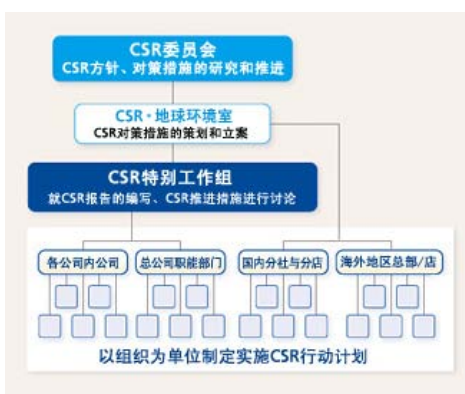 CSR委员会
CSR方针、对策措施的研究和推进
CSR·地球环境室
CSR对策措施的策划和立案
CSR特别工作组
就CSR报告的编写、CSR推进措施进行讨论
各公司内公司
总公司职能部门
国内分社与分店
海外地区总部/店
以组织为单位制定实施CSR行动计划